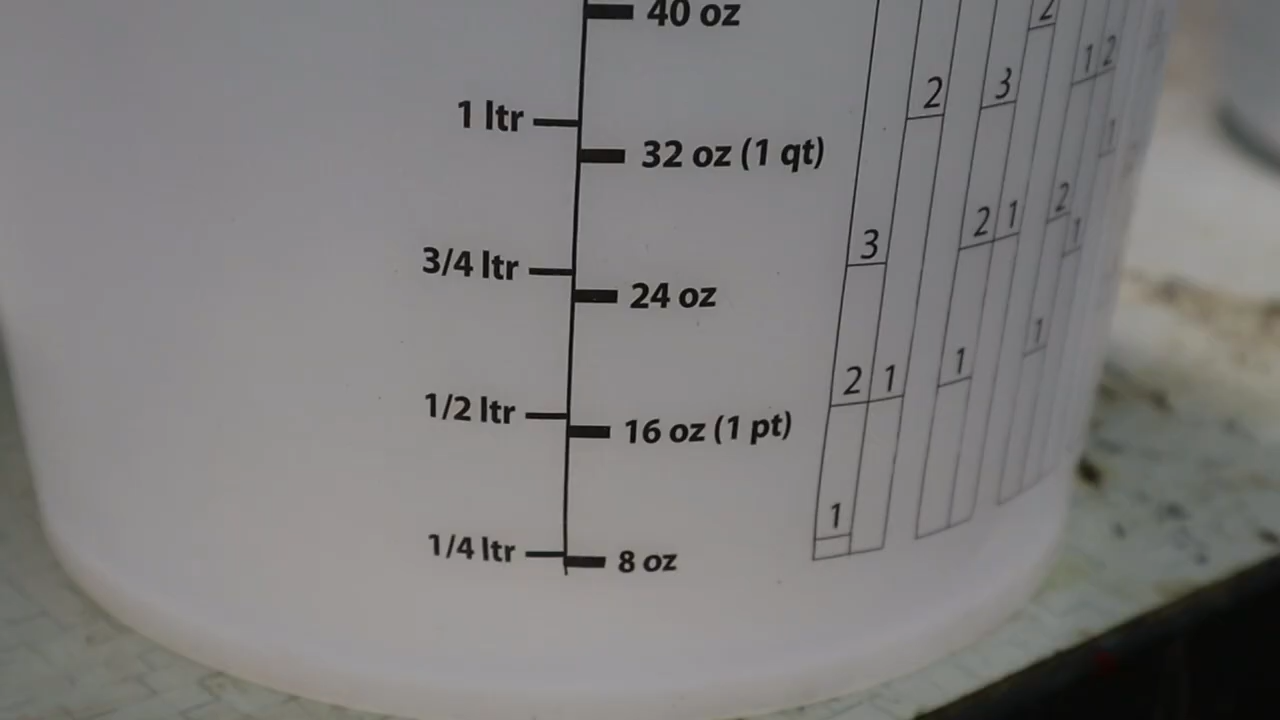 40 oz
1 ltr
32 oz (1 qt)
3/4 ltr
24 oz
1/2 ltr
16 oz (1 pt)
1/4 ltr
8 oz
3
2 1
1
2
3
2 1
1
2
1 2
1
2
1
1